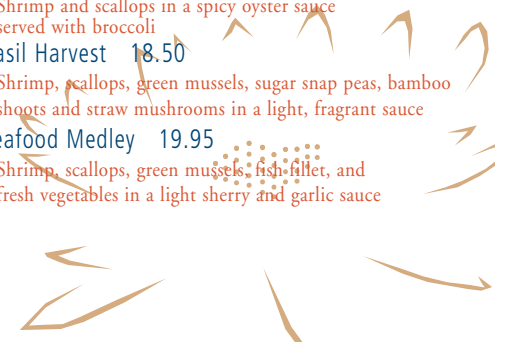 Shrimp and scallops in a spicy oyster sauce
served with broccoli
asil Harvest 18.50
Shrimp, scallops, green mussels, sugar snap peas, bamboo
shoots and straw mushrooms in a light, fragrant sauce
eafood Medley 19.95
Shrimp, scallops, green mussels, fish fillet, and
fresh vegetables in a light sherry and garlic sauce